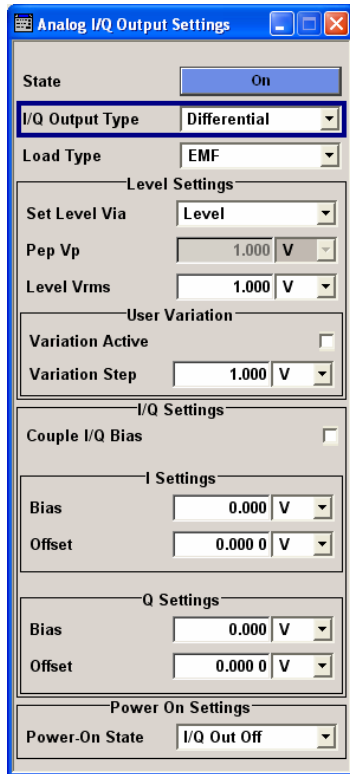 Analog I/Q Output Settings
State On
I/Q Output Type Differential
Load Type EMF
Level Settings
Set Level Via Level
Pep Vp 1.000 V
Level Vrms 1.000 V
User Variation
Variation Active
Variation Step 1.000 V
I/Q Settings
Couple I/Q Bias
I Settings
Bias 0.000 V
Offset 0.000 0 V
Q Settings
Bias 0.000 V
Offset 0.000 0 V
Power On Settings
Power-On State I/Q Out Off